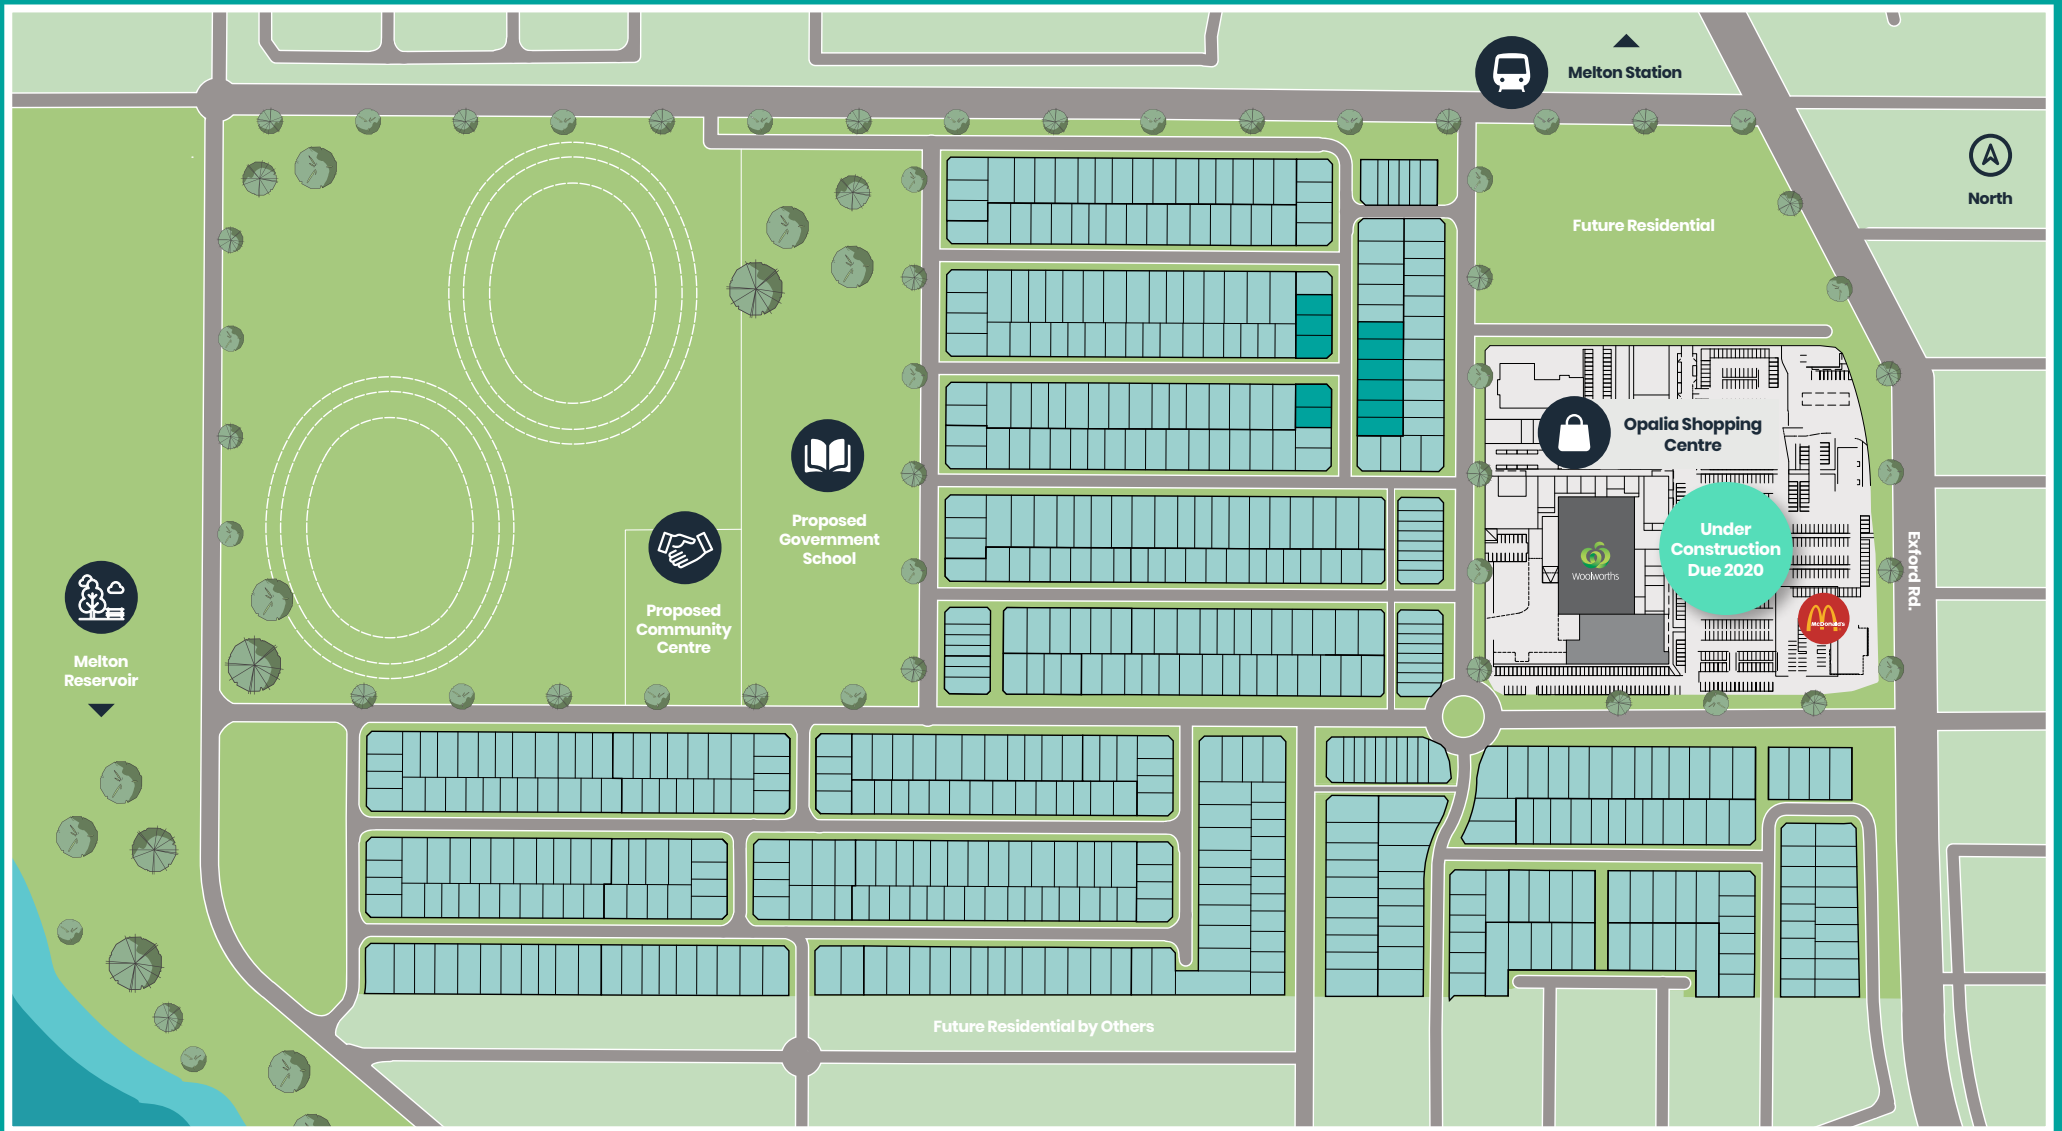 Melton Station
North
Future Residential
Opalia Shopping
Centre
Under
Construction
Due 2020
Exford Rd.
Woolworths
McDonald's
Proposed
Government
School
Proposed
Community
Centre
Melton
Reservoir
Future Residential by Others